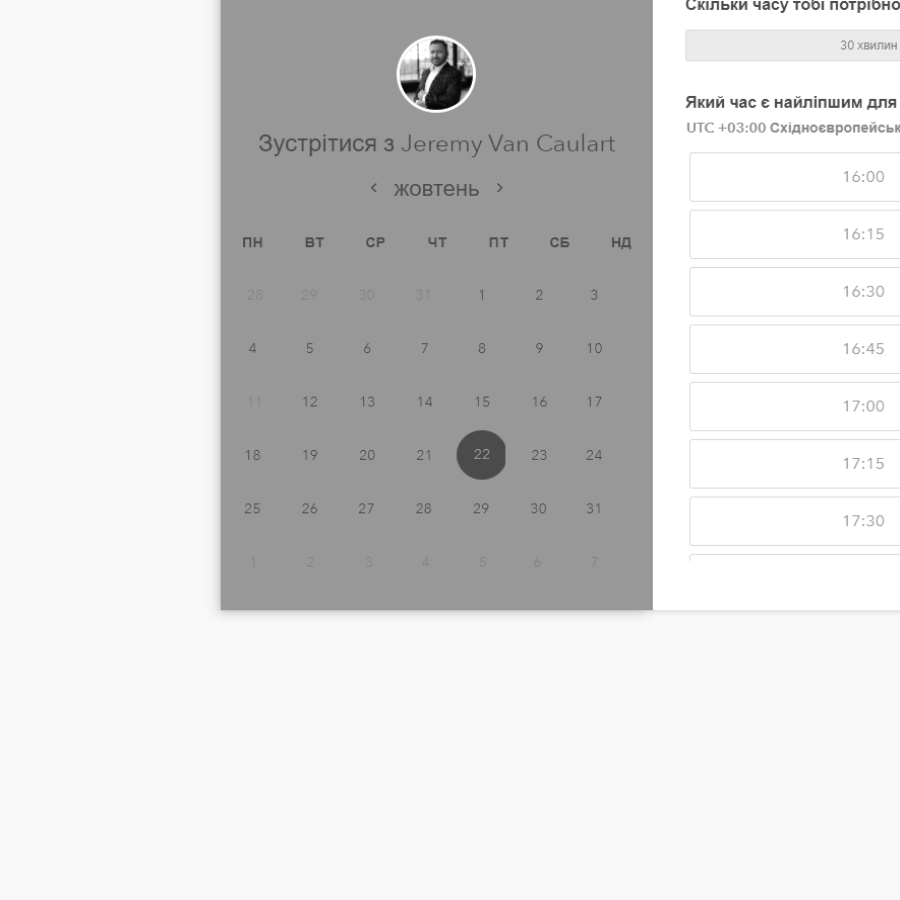 Зустрітися з Jeremy Van Caulart
< жовтень >
ПН ВТ СР ЧТ ПТ СБ НД
28 29 30 31 1 2 3
4 5 6 7 8 9 10
11 12 13 14 15 16 17
18 19 20 21 22 23 24
25 26 27 28 29 30 31
1 2 3 4 5 6 7
Скільки часу тобі потрібно
30 хвилин
Який час є найліпшим для
UTC +03:00 Східноєвропейськ
16:00
16:15
16:30
16:45
17:00
17:15
17:30